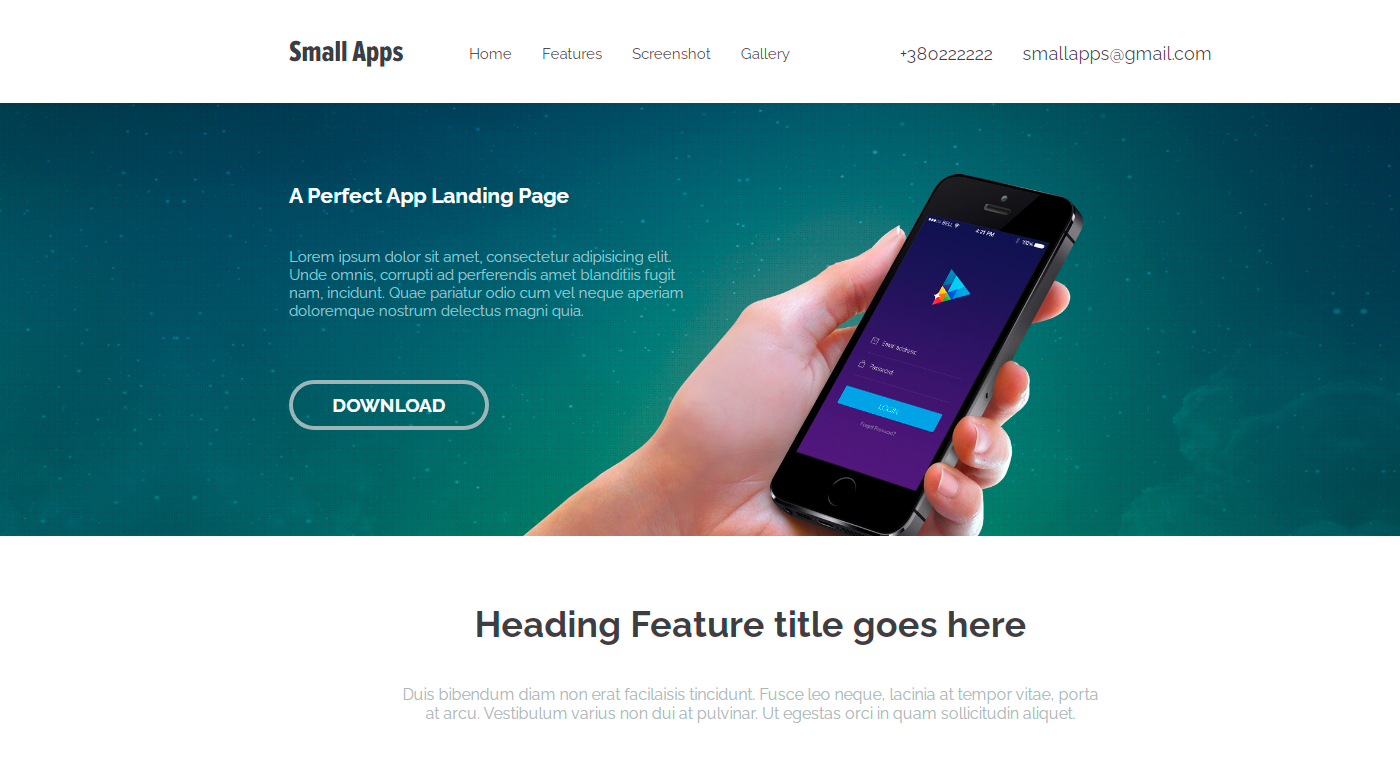 Small Apps
Home Features Screenshot Gallery
+380222222 smallapps@gmail.com
A Perfect App Landing Page
Lorem ipsum dolor sit amet, consectetur adipisicing elit.
Unde omnis, corrupti ad perferendis amet blanditiis fugit
nam, incidunt. Quae pariatur odio cum vel neque aperiam
doloremque nostrum delectus magni quia.
DOWNLOAD
BELL 4:21 PM
Password
LOGIN
Forgot Password?
Heading Feature title goes here
Duis bibendum diam non erat facilaisis tincidunt. Fusce leo neque, lacinia at tempor vitae, porta
at arcu. Vestibulum varius non dui at pulvinar. Ut egestas orci in quam sollicitudin aliquet.